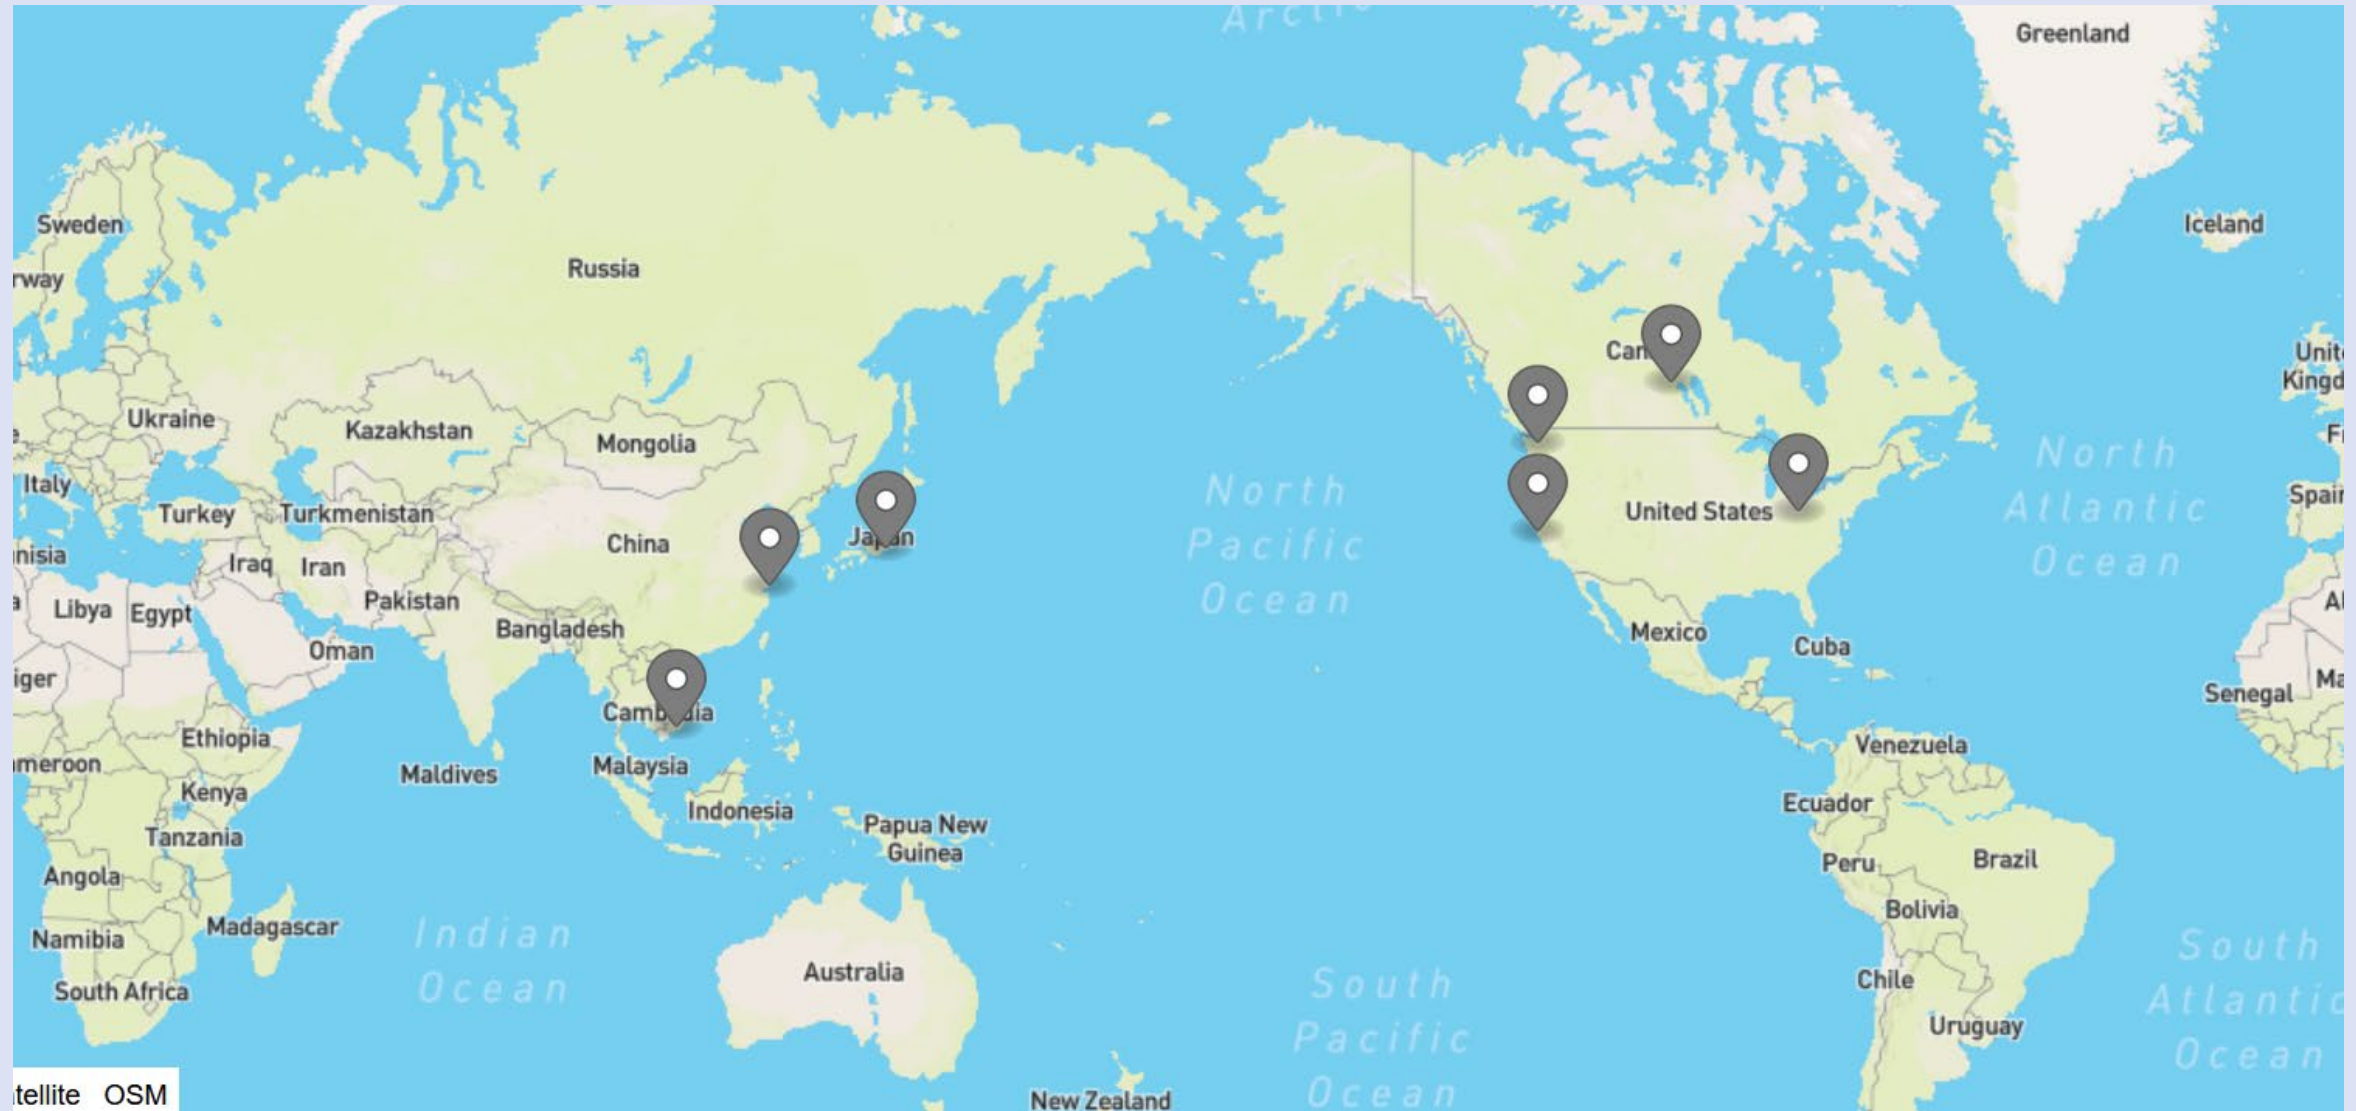 Arctic
Greenland
Sweden
Iceland
rway
Russia
Can
Unit
Kingd
Ukraine
Kazakhstan
Mongolia
North
Atlantic
Ocean
Italy
North
Pacific
Ocean
Spain
Turkey
Turkmenistan
United States
China
Japan
nisia
Iraq
Iran
Libya
Egypt
Pakistan
Bangladesh
Oman
Mexico
Cuba
iger
Senegal
Ma
Cambodia
Ethiopia
Venezuela
meroon
Malaysia
Maldives
Kenya
Indonesia
Ecuador
Papua New
Guinea
Tanzania
Peru
Brazil
Angola
Bolivia
Madagascar
Namibia
Indian
Ocean
Australia
South
Atlantic
Ocean
Chile
South
Pacific
Ocean
South Africa
Uruguay
New Zealand
tellite OSM